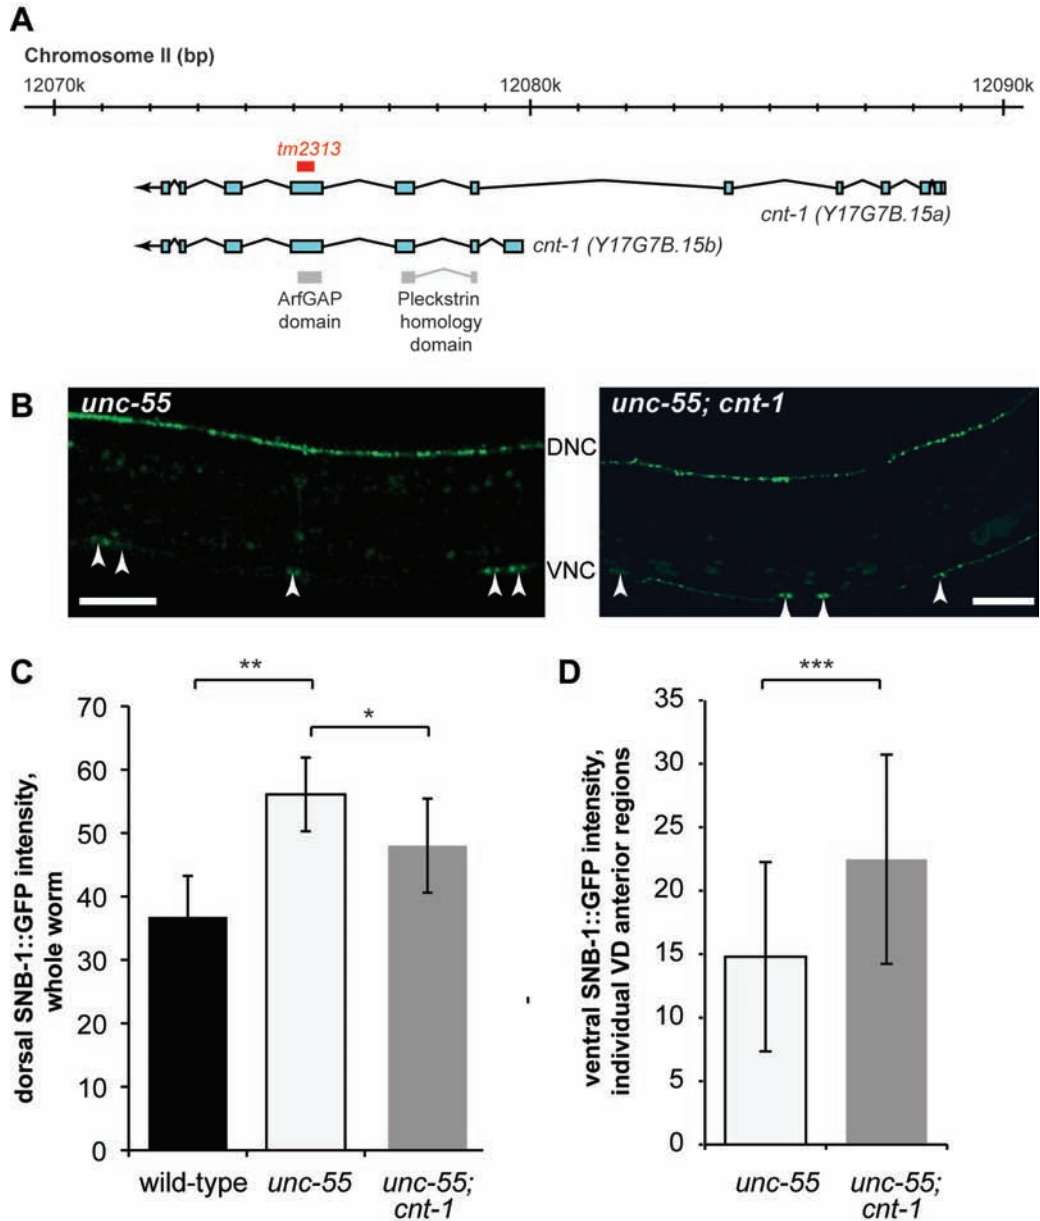 A
Chromosome II (bp)
12070k 12080k 12090k
tm2313
cnt-1 (Y17G7B.15a)
cnt-1 (Y17G7B.15b)
ArfGAP
domain
Pleckstrin
homology
domain
B
unc-55
unc-55; cnt-1
DNC
VNC
C
**
*
70
60
50
40
30
20
10
0
dorsal SNB-1::GFP intensity,
whole worm
wild-type
unc-55
unc-55;
cnt-1
D
***
35
30
25
20
15
10
5
0
ventral SNB-1::GFP intensity,
individual VD anterior regions
unc-55
unc-55;
cnt-1